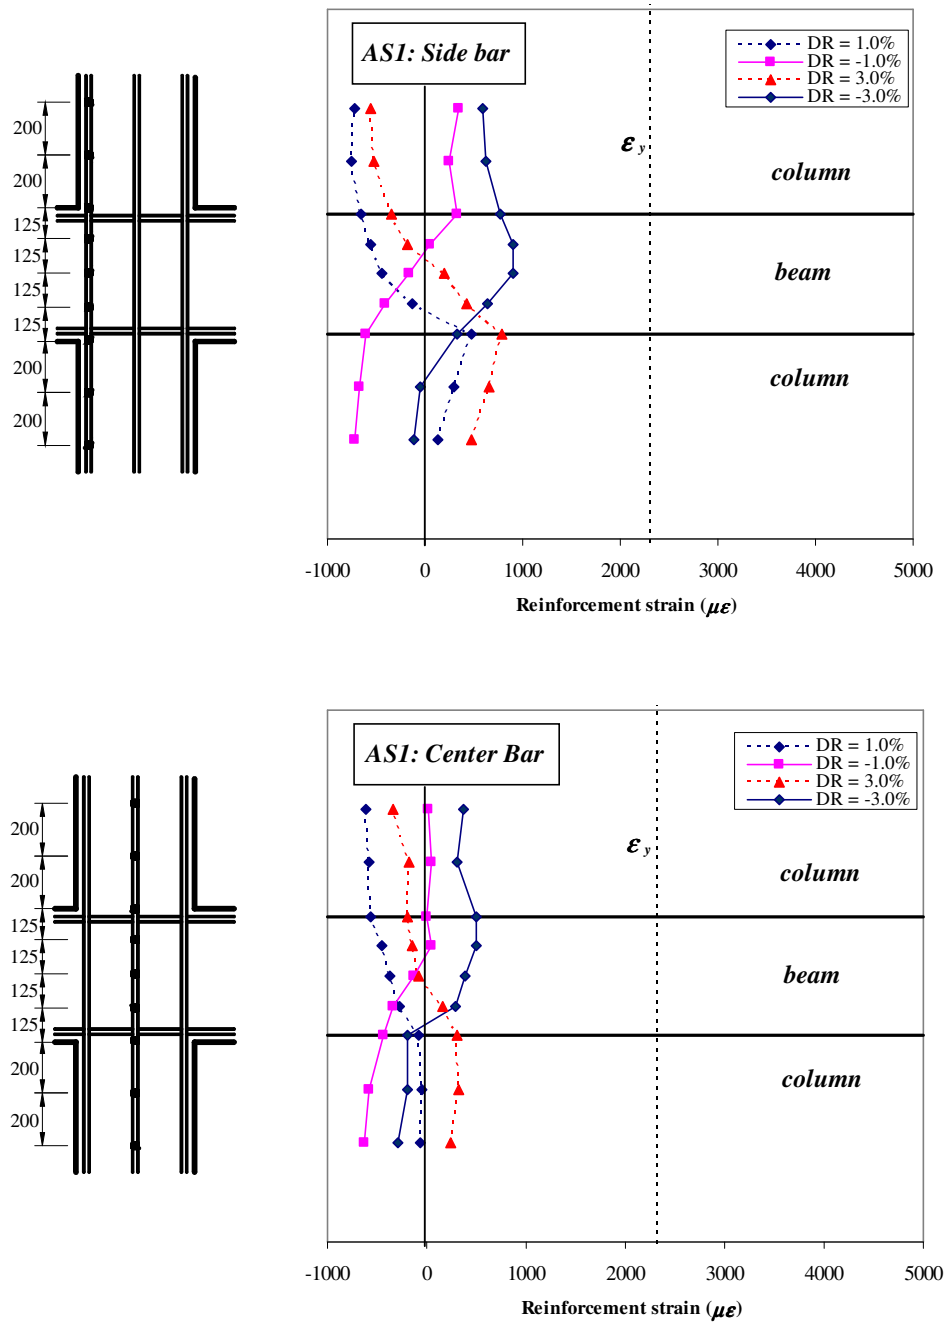 AS1: Side bar
DR = 1.0%
DR = -1.0%
DR = 3.0%
DR = -3.0%
200
200
125
125
125
125
200
200
ε y
column
beam
column
-1000 0 1000 2000 3000 4000 5000
Reinforcement strain (με)
AS1: Center Bar
DR = 1.0%
DR = -1.0%
DR = 3.0%
DR = -3.0%
200
200
125
125
125
125
200
200
ε y
column
beam
column
-1000 0 1000 2000 3000 4000 5000
Reinforcement strain (με)